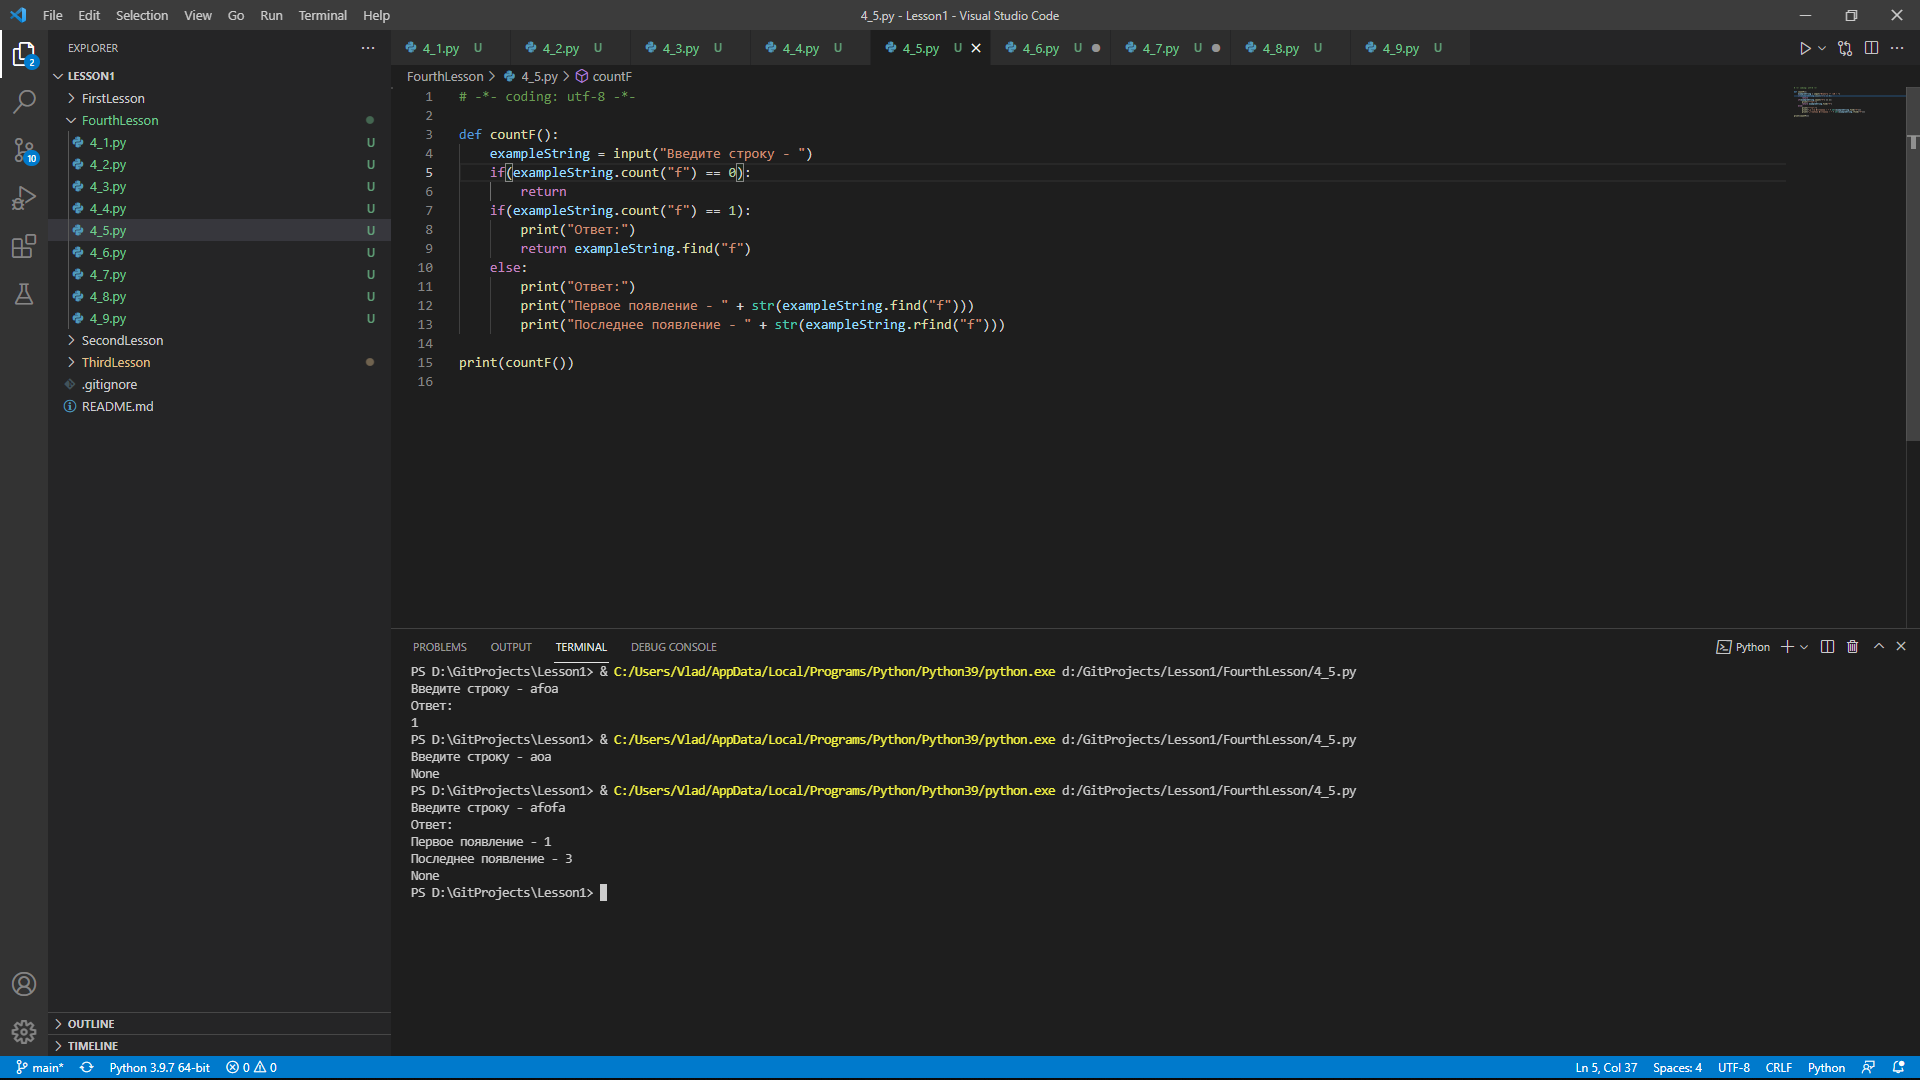 File Edit Selection View Go Run Terminal Help
4_5.py - Lesson1 - Visual Studio Code
EXPLORER
LESSON1
FirstLesson
FourthLesson
4_1.py U
4_2.py U
4_3.py U
4_4.py U
4_5.py U
4_6.py U
4_7.py U
4_8.py U
4_9.py U
SecondLesson
ThirdLesson
.gitignore
README.md
2
10
OUTLINE
TIMELINE
4_1.py U 4_2.py U 4_3.py U 4_4.py U 4_5.py U 4_6.py U 4_7.py U 4_8.py U 4_9.py U
FourthLesson > 4_5.py > countF
1 # -*- coding: utf-8 -*-
2
3 def countF():
4 exampleString = input("Введите строку - ")
5 if(exampleString.count("f") == 0):
6 return
7 if(exampleString.count("f") == 1):
8 print("Ответ:")
9 return exampleString.find("f")
10 else:
11 print("Ответ:")
12 print("Первое появление - " + str(exampleString.find("f")))
13 print("Последнее появление - " + str(exampleString.rfind("f")))
14
15 print(countF())
16
PROBLEMS OUTPUT TERMINAL DEBUG CONSOLE
Python
PS D:\GitProjects\Lesson1> & C:/Users/Vlad/AppData/Local/Programs/Python/Python39/python.exe d:/GitProjects/Lesson1/FourthLesson/4_5.py
Введите строку - afoa
Ответ:
1
PS D:\GitProjects\Lesson1> & C:/Users/Vlad/AppData/Local/Programs/Python/Python39/python.exe d:/GitProjects/Lesson1/FourthLesson/4_5.py
Введите строку - aoa
None
PS D:\GitProjects\Lesson1> & C:/Users/Vlad/AppData/Local/Programs/Python/Python39/python.exe d:/GitProjects/Lesson1/FourthLesson/4_5.py
Введите строку - afofa
Ответ:
Первое появление - 1
Последнее появление - 3
None
PS D:\GitProjects\Lesson1>
main* Python 3.9.7 64-bit 0 0
Ln 5, Col 37 Spaces: 4 UTF-8 CRLF Python